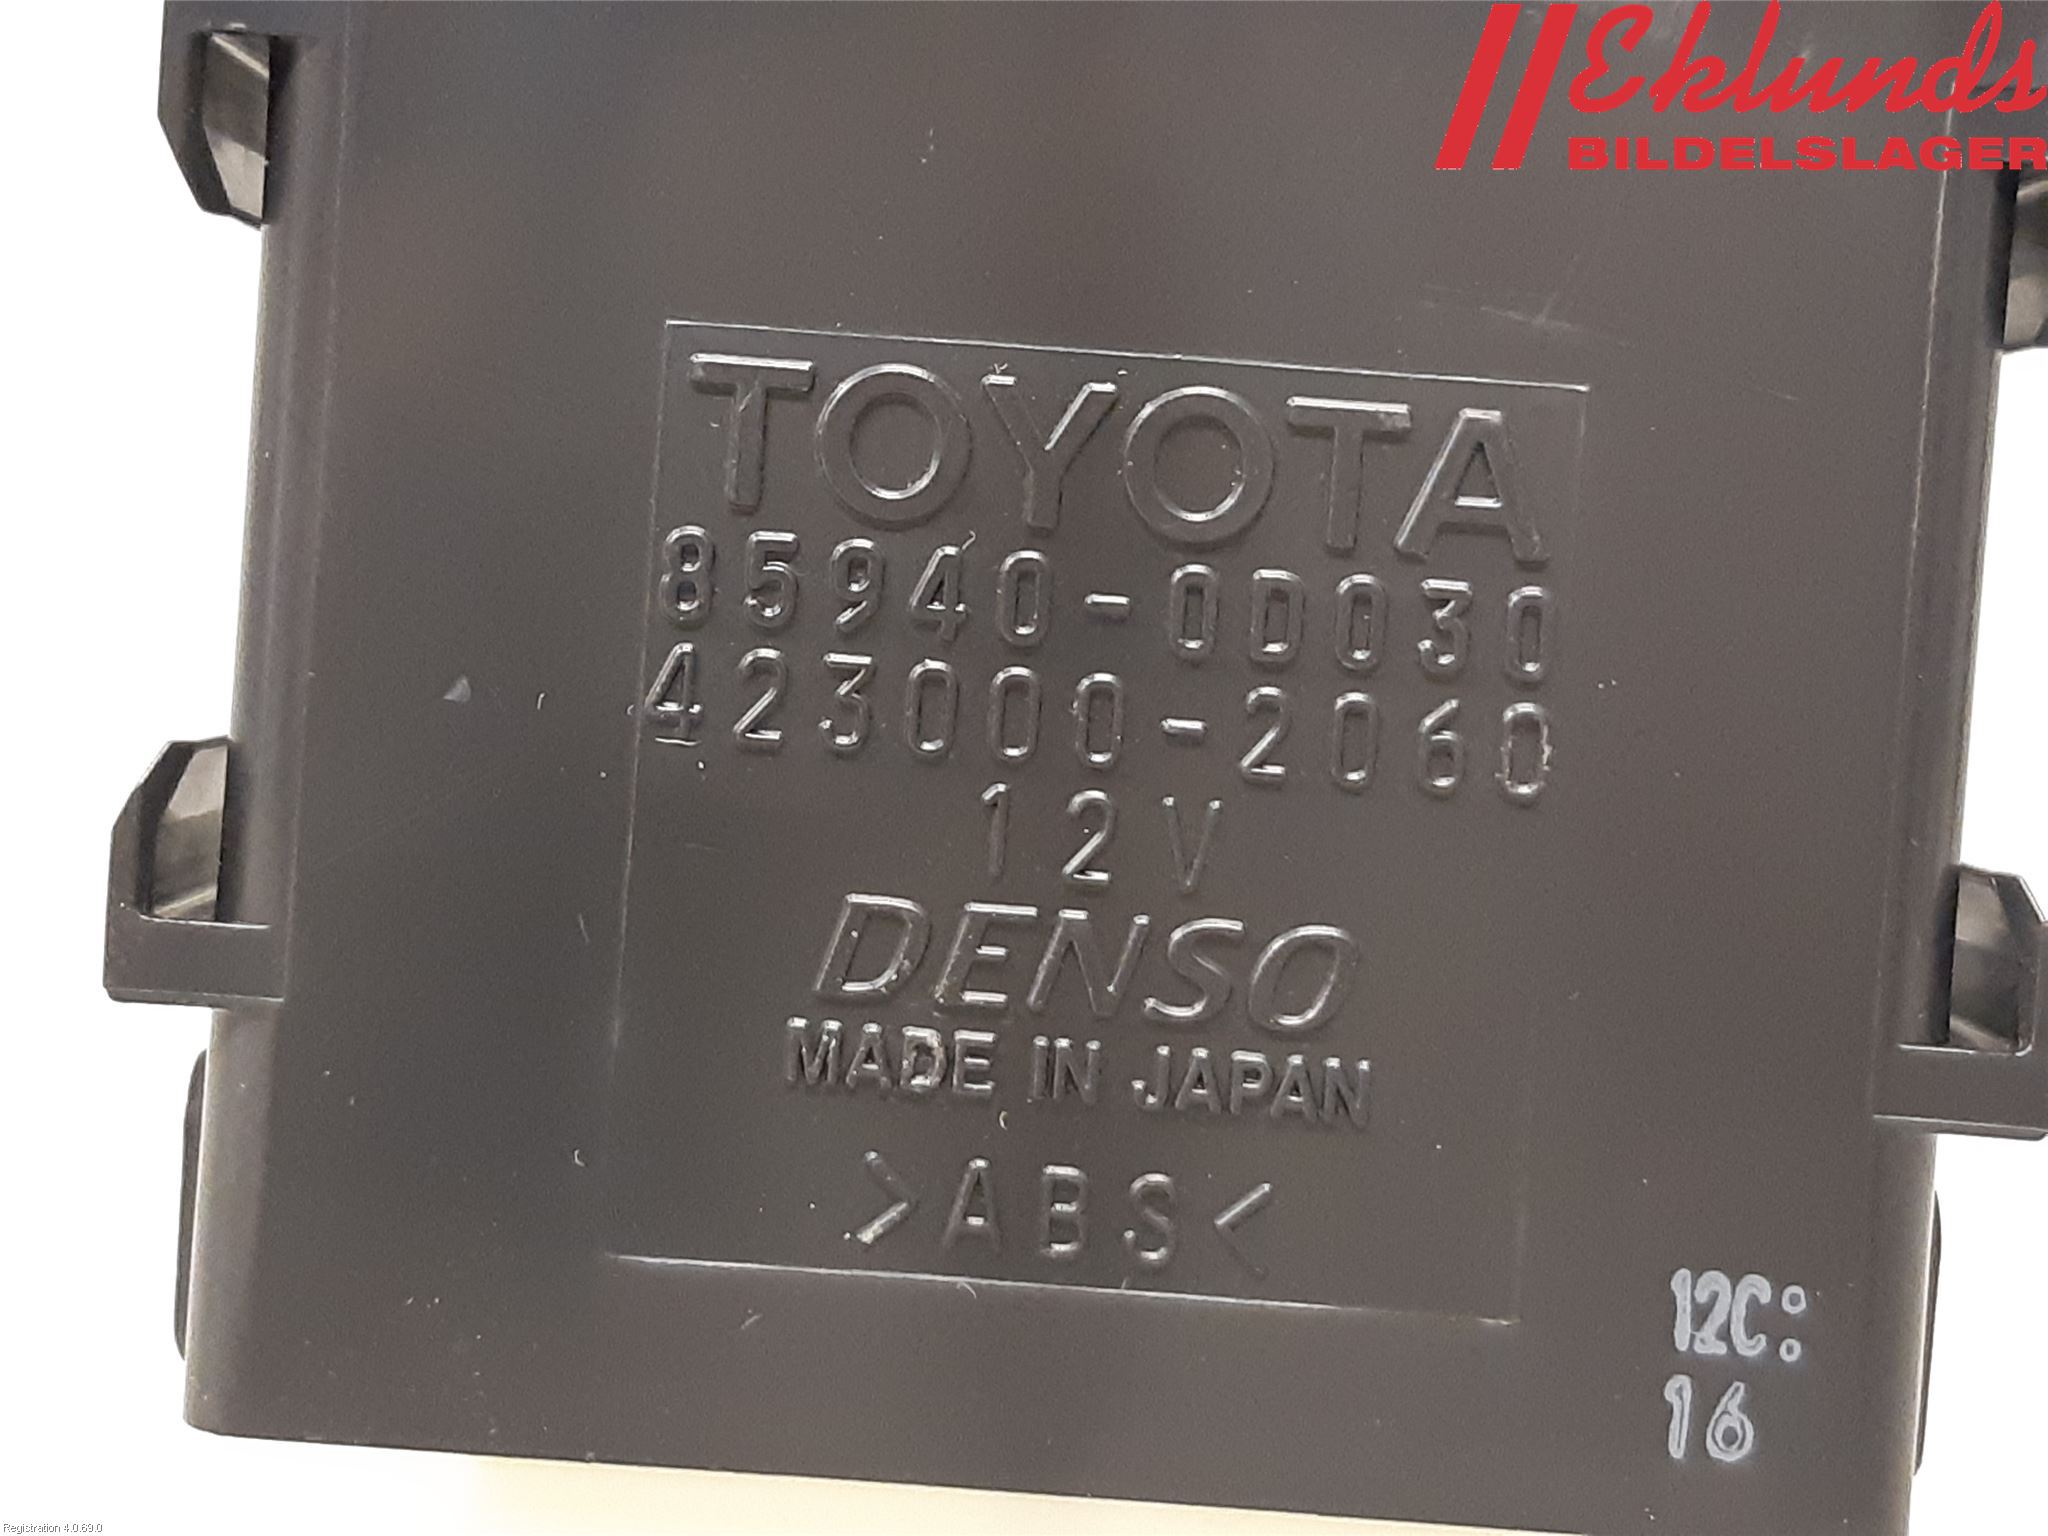 Eklunds
BILDELSLAGER
TOYOTA
85940-0D030
423000-2060
12V
DENSO
MADE IN JAPAN
>ABS<
12C:
16
Registration 4.0.69.0